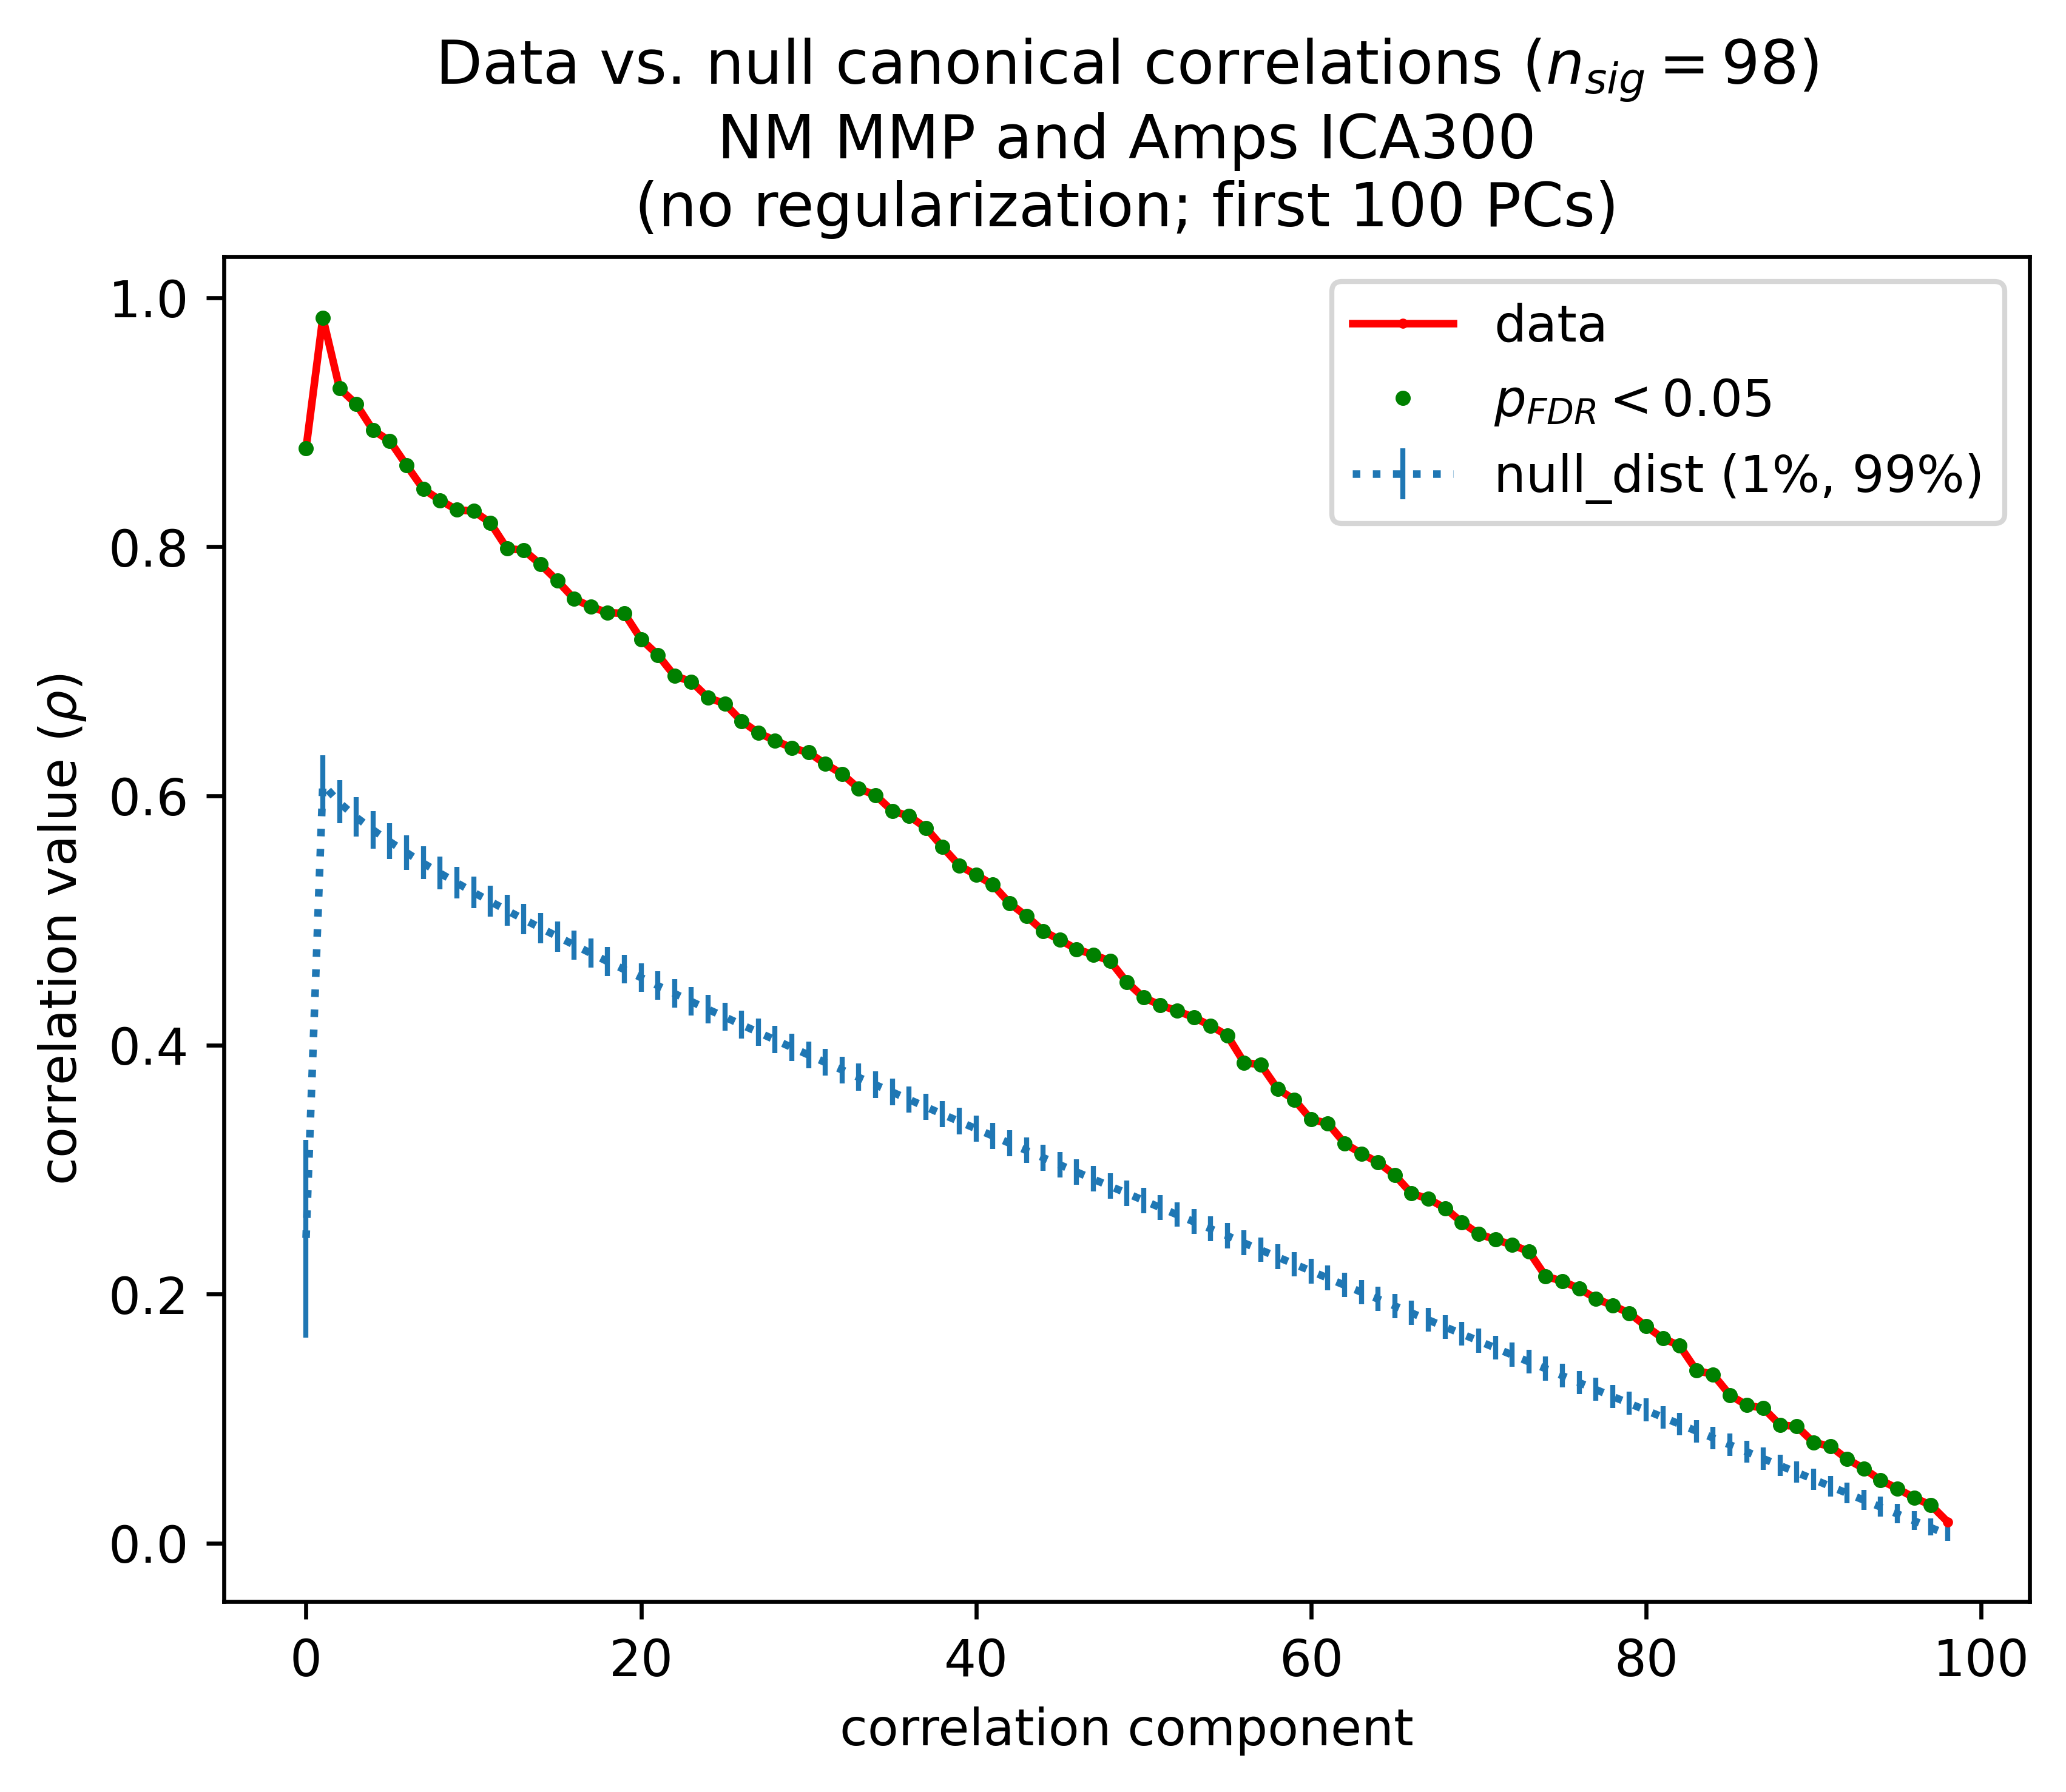 Data vs. null canonical correlations (n_sig = 98)
NM MMP and Amps ICA300
(no regularization; first 100 PCs)
data
p_FDR < 0.05
null_dist (1%, 99%)
correlation value (ρ)
1.0
0.8
0.6
0.4
0.2
0.0
0 20 40 60 80 100
correlation component